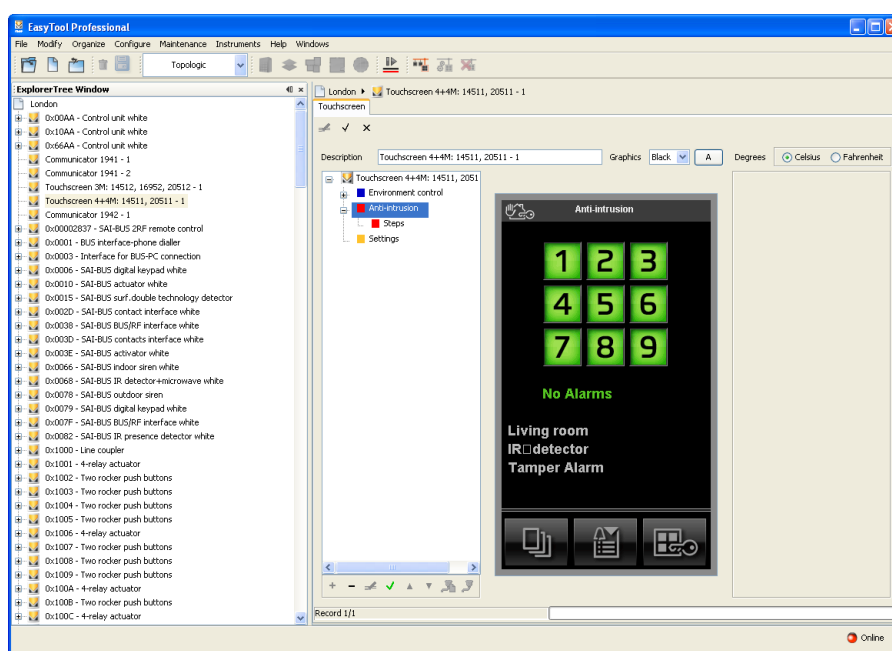 EasyTool Professional
File Modify Organize Configure Maintenance Instruments Help Windows
Topologic
ExplorerTree Window
London
0x00AA - Control unit white
0x10AA - Control unit white
0x66AA - Control unit white
Communicator 1941 - 1
Communicator 1941 - 2
Touchscreen 3M: 14512, 16952, 20512 - 1
Touchscreen 4+4M: 14511, 20511 - 1
Communicator 1942 - 1
0x00002837 - SAI-BUS 2RF remote control
0x0001 - BUS interface-phone dialler
0x0003 - Interface for BUS-PC connection
0x0006 - SAI-BUS digital keypad white
0x0010 - SAI-BUS actuator white
0x0015 - SAI-BUS surf.double technology detector
0x002D - SAI-BUS contact interface white
0x0038 - SAI-BUS BUS/RF interface white
0x003D - SAI-BUS contacts interface white
0x003E - SAI-BUS activator white
0x0066 - SAI-BUS indoor siren white
0x0068 - SAI-BUS IR detector+microwave white
0x0078 - SAI-BUS outdoor siren
0x0079 - SAI-BUS digital keypad white
0x007F - SAI-BUS BUS/RF interface white
0x0082 - SAI-BUS IR presence detector white
0x1000 - Line coupler
0x1001 - 4-relay actuator
0x1002 - Two rocker push buttons
0x1003 - Two rocker push buttons
0x1004 - Two rocker push buttons
0x1005 - Two rocker push buttons
0x1006 - 4-relay actuator
0x1007 - Two rocker push buttons
0x1008 - Two rocker push buttons
0x1009 - Two rocker push buttons
0x100A - 4-relay actuator
0x100B - Two rocker push buttons
0x100C - 4-relay actuator
London Touchscreen 4+4M: 14511, 20511 - 1
Touchscreen
Description Touchscreen 4+4M: 14511, 20511 - 1 Graphics Black A Degrees Celsius Fahrenheit
Touchscreen 4+4M: 14511, 2051
Environment control
Anti-intrusion
Steps
Settings
Anti-intrusion
1 2 3
4 5 6
7 8 9
No Alarms
Living room
IR□detector
Tamper Alarm
Record 1/1
Online